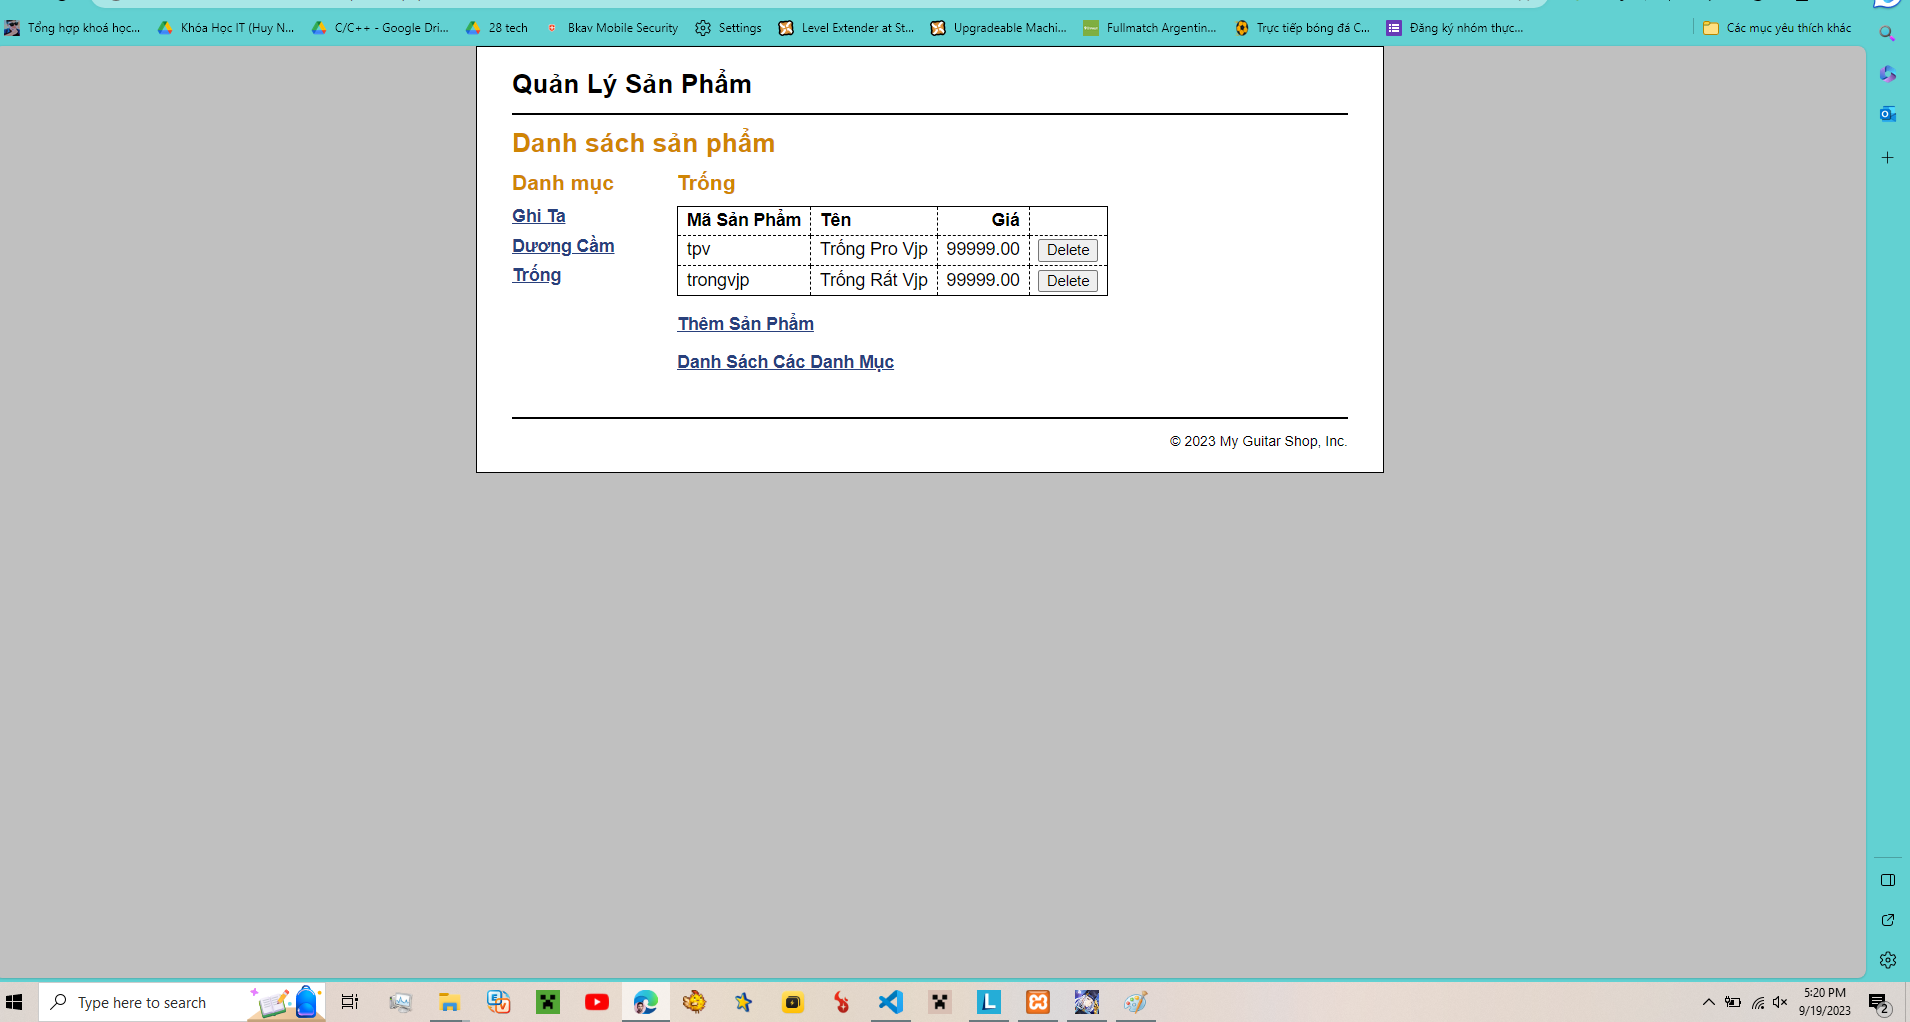 Tổng hợp khoá học...
Khóa Học IT (Huy N...
C/C++ - Google Dri...
28 tech
Bkav Mobile Security
Settings
Level Extender at St...
Upgradeable Machi...
Fullmatch Argentin...
Trực tiếp bóng đá C...
Đăng ký nhóm thực...
Các mục yêu thích khác
Quản Lý Sản Phẩm
Danh sách sản phẩm
Danh mục
Ghi Ta
Dương Cầm
Trống
Trống
Mã Sản Phẩm Tên Giá
tpv Trống Pro Vjp 99999.00 Delete
trongvjp Trống Rất Vjp 99999.00 Delete
Thêm Sản Phẩm
Danh Sách Các Danh Mục
© 2023 My Guitar Shop, Inc.
Type here to search
5:20 PM
9/19/2023
2